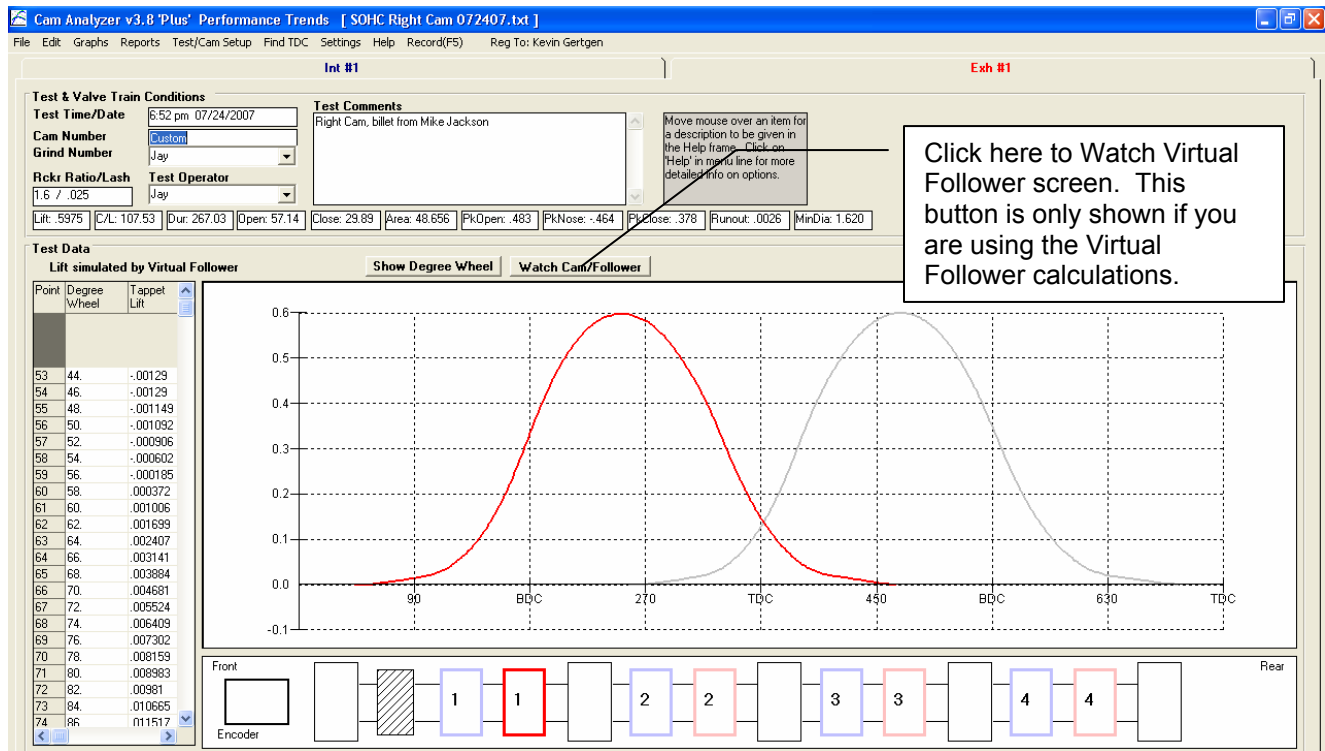 Cam Analyzer v3.8 'Plus' Performance Trends [ SOHC Right Cam 072407.txt ]
File Edit Graphs Reports Test/Cam Setup Find TDC Settings Help Record(F5) Reg To: Kevin Gertgen
Int #1
Exh #1
Test & Valve Train Conditions
Test Time/Date 6:52 pm 07/24/2007
Cam Number Custom
Grind Number Jay
Rckr Ratio/Lash Test Operator
1.6 / .025 Jay
Test Comments
Right Cam, billet from Mike Jackson
Move mouse over an item for
a description to be given in
the Help frame. Click on
'Help' in menu line for more
detailed info on options.
Click here to Watch Virtual
Follower screen. This
button is only shown if you
are using the Virtual
Follower calculations.
Lift: .5975 C/L: 107.53 Dur: 267.03 Open: 57.14 Close: 29.89 Area: 48.656 PkOpen: .483 PkNose: -.464 PkClose: .378 Runout: .0026 MinDia: 1.620
Test Data
Lift simulated by Virtual Follower
Show Degree Wheel Watch Cam/Follower
Point Degree Tappet
Wheel Lift
53 44. -.00129
54 46. -.00129
55 48. -.001149
56 50. -.001092
57 52. -.000906
58 54. -.000602
59 56. -.000185
60 58. .000372
61 60. .001006
62 62. .001699
63 64. .002407
64 66. .003141
65 68. .003884
66 70. .004681
67 72. .005524
68 74. .006409
69 76. .007302
70 78. .008159
71 80. .008983
72 82. .00981
73 84. .010665
74 86. .011517
0.6
0.5
0.4
0.3
0.2
0.1
0.0
-0.1
90 BDC 270 TDC 450 BDC 630 TDC
Front Rear
1 1 2 2 3 3 4 4
Encoder